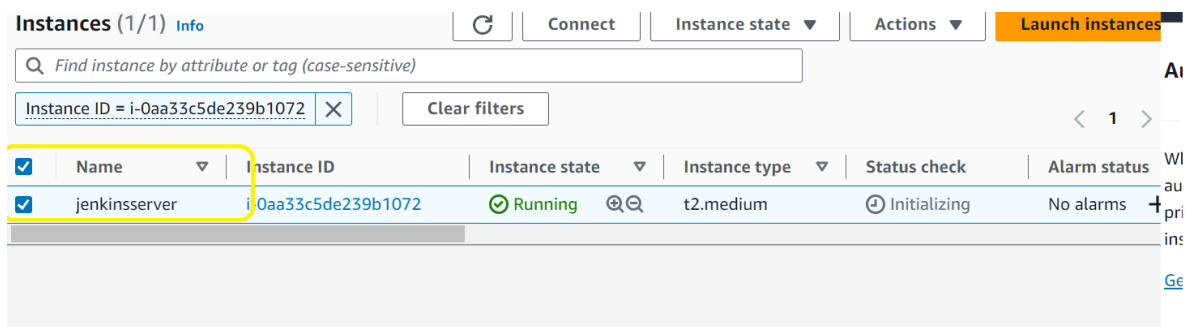 Instances (1/1) Info Connect Instance state Actions Launch instances
Find instance by attribute or tag (case-sensitive)
Instance ID = i-0aa33c5de239b1072 Clear filters
1
Name Instance ID Instance state Instance type Status check Alarm status
jenkinsserver i-0aa33c5de239b1072 Running t2.medium Initializing No alarms